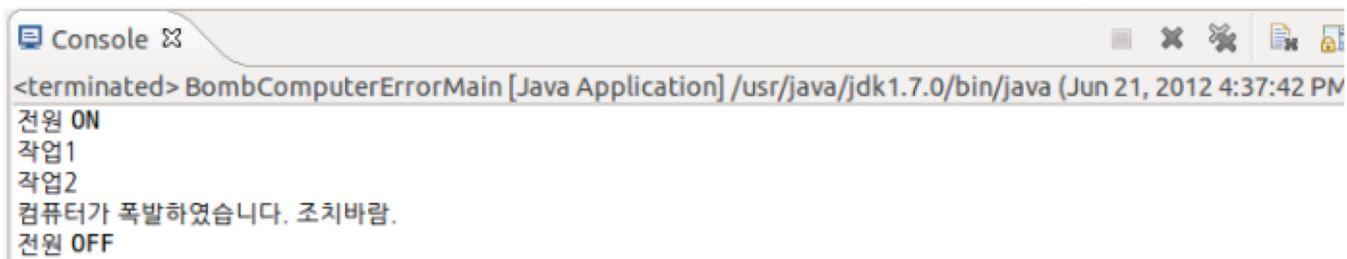 Console
<terminated> BombComputerErrorMain [Java Application] /usr/java/jdk1.7.0/bin/java (Jun 21, 2012 4:37:42 PM
전원 ON
작업1
작업2
컴퓨터가 폭발하였습니다. 조치바람.
전원 OFF